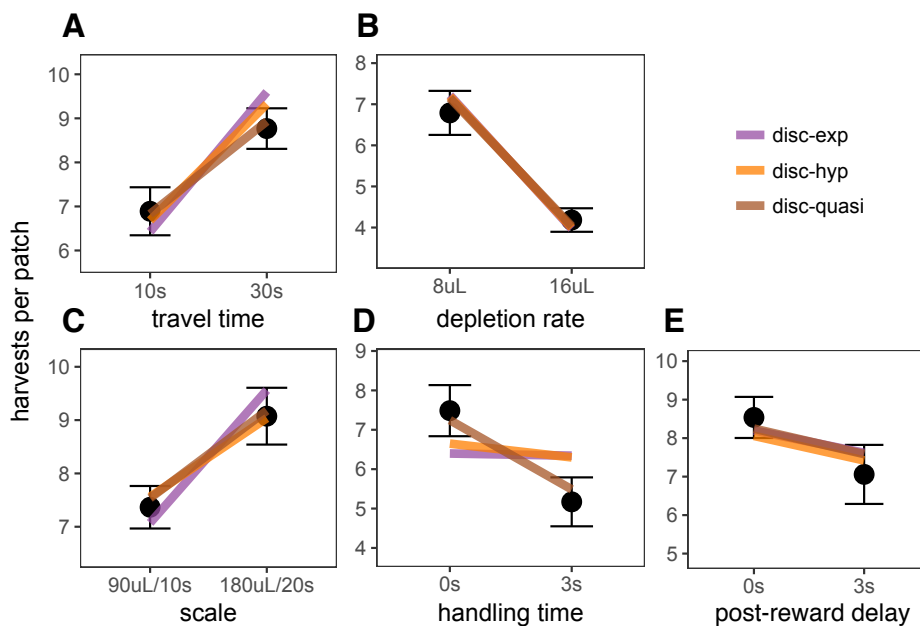 A
B
10
9
8
7
6
10s
30s
travel time
8
7
6
5
4
8uL
16uL
depletion rate
disc-exp
disc-hyp
disc-quasi
harvests per patch
C
D
E
10
9
8
7
90uL/10s
180uL/20s
scale
9
8
7
6
5
4
0s
3s
handling time
10
9
8
7
6
5
0s
3s
post-reward delay